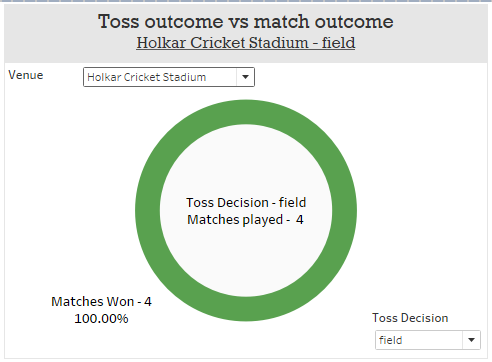 Toss outcome vs match outcome
Holkar Cricket Stadium - field
Venue
Holkar Cricket Stadium
Toss Decision - field
Matches played - 4
Matches Won - 4
100.00%
Toss Decision
field